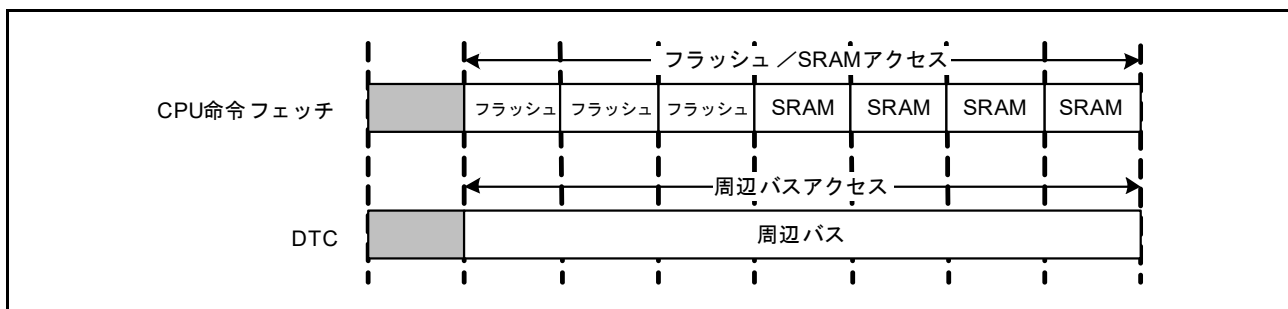 フラッシュ／SRAMアクセス
CPU命令フェッチ フラッシュ フラッシュ フラッシュ SRAM SRAM SRAM SRAM
周辺バスアクセス
DTC 周辺バス